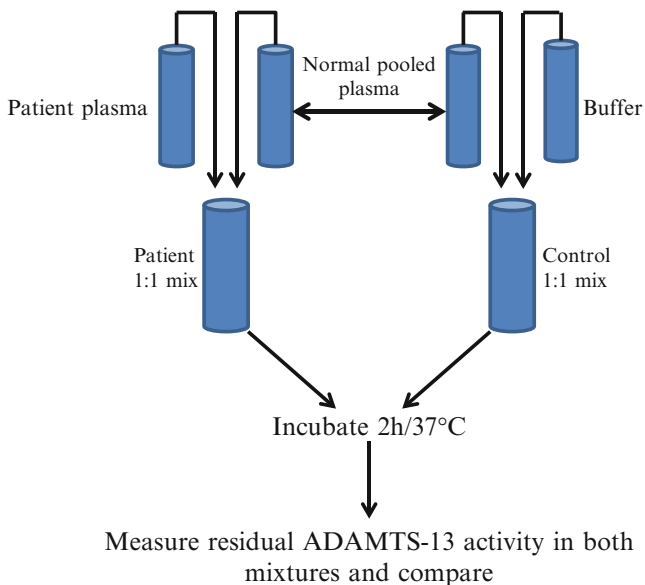 Normal pooled
plasma
Patient plasma
Buffer
Patient
1:1 mix
Control
1:1 mix
Incubate 2h/37°C
Measure residual ADAMTS-13 activity in both
mixtures and compare